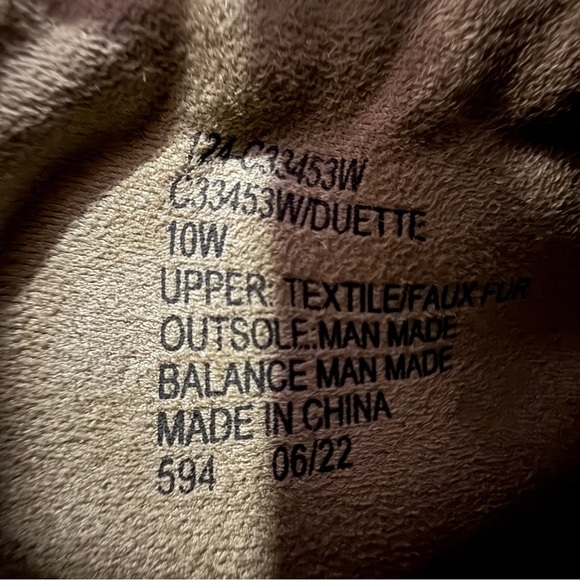 124-C33453W
C33453W/DUETTE
10W
UPPER: TEXTILE/FAUX FUR
OUTSOLE: MAN MADE
BALANCE MAN MADE
MADE IN CHINA
594 06/22